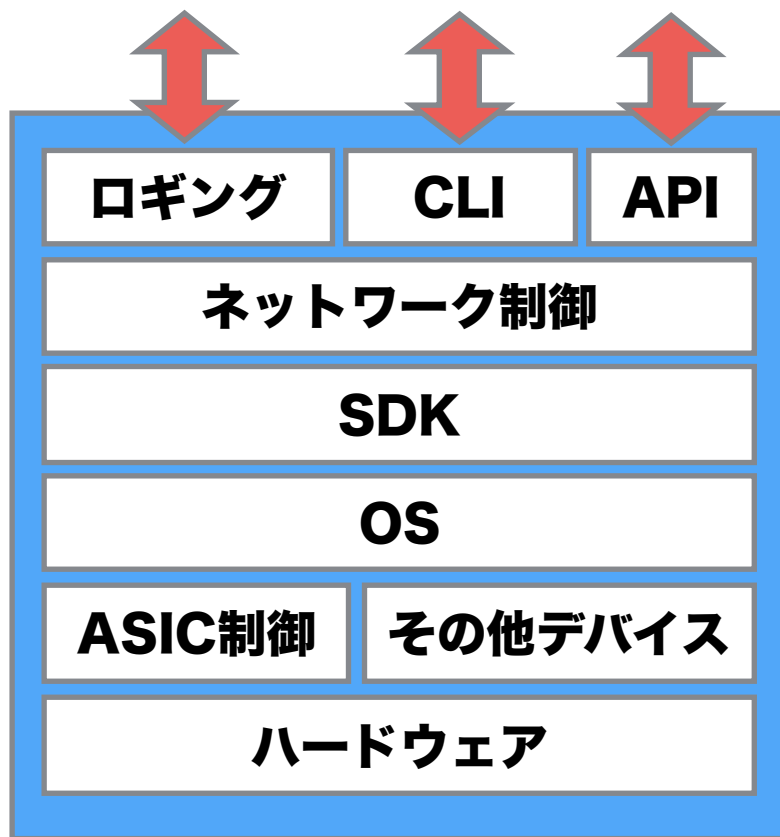 ロギング
CLI
API
ネットワーク制御
SDK
OS
ASIC制御
その他デバイス
ハードウェア